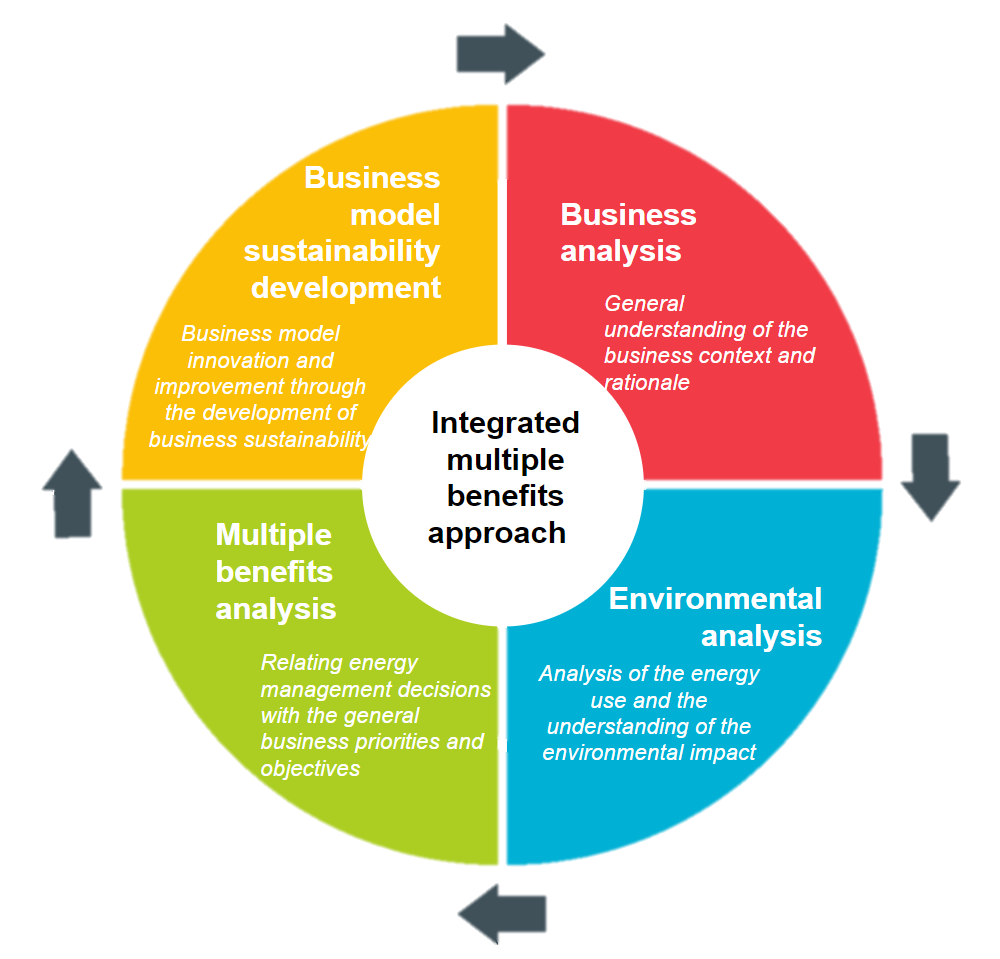 Business
model
sustainability
development
Business model
innovation and
improvement through
the development of
business sustainability
Business
analysis
General
understanding of the
business context and
rationale
Integrated
multiple
benefits
approach
Multiple
benefits
analysis
Relating energy
management decisions
with the general
business priorities and
objectives
Environmental
analysis
Analysis of the energy
use and the
understanding of the
environmental impact